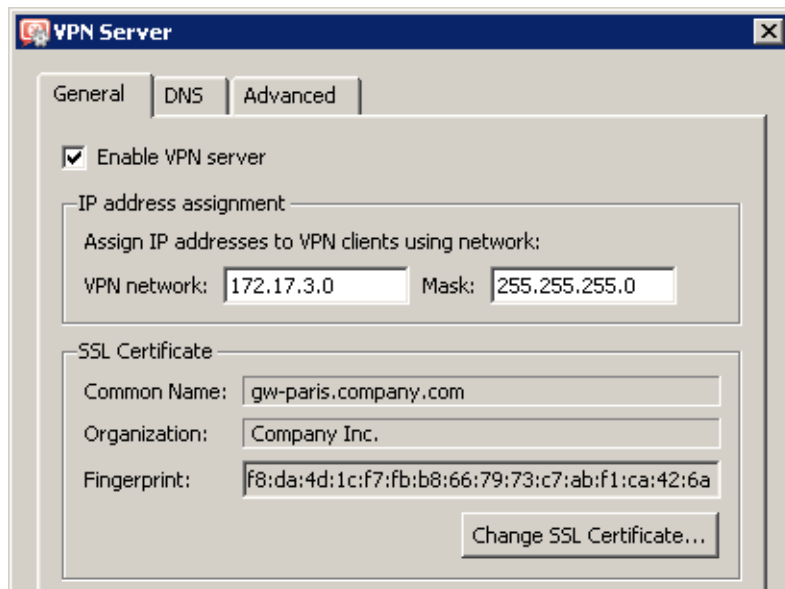 VPN Server
General DNS Advanced
Enable VPN server
IP address assignment
Assign IP addresses to VPN clients using network:
VPN network: 172.17.3.0 Mask: 255.255.255.0
SSL Certificate
Common Name: gw-paris.company.com
Organization: Company Inc.
Fingerprint: f8:da:4d:1c:f7:fb:b8:66:79:73:c7:ab:f1:ca:42:6a
Change SSL Certificate...